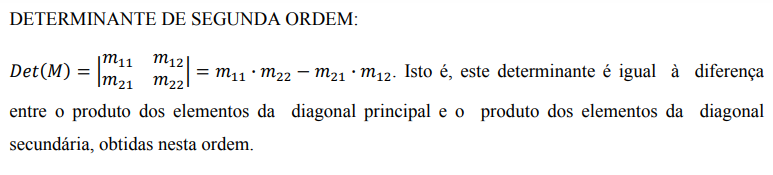 DETERMINANTE DE SEGUNDA ORDEM:
Det(M) = |m₁₁ m₁₂
m₂₁ m₂₂| = m₁₁ · m₂₂ − m₂₁ · m₁₂. Isto é, este determinante é igual à diferença
entre o produto dos elementos da diagonal principal e o produto dos elementos da diagonal
secundária, obtidas nesta ordem.